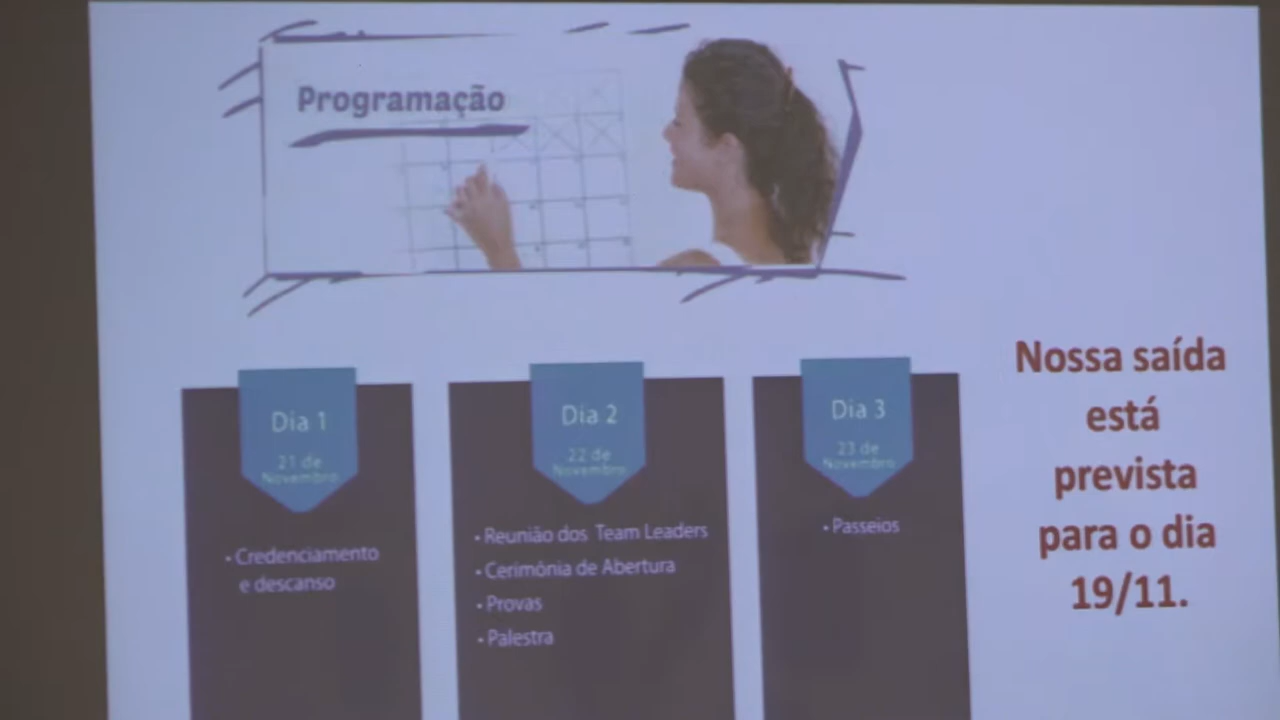 Programação
Dia 1
21 de
Novembro
• Credenciamento
e descanso
Dia 2
22 de
Novembro
• Reunião dos Team Leaders
• Cerimônia de Abertura
• Provas
• Palestra
Dia 3
23 de
Novembro
• Passeios
Nossa saída
está
prevista
para o dia
19/11.